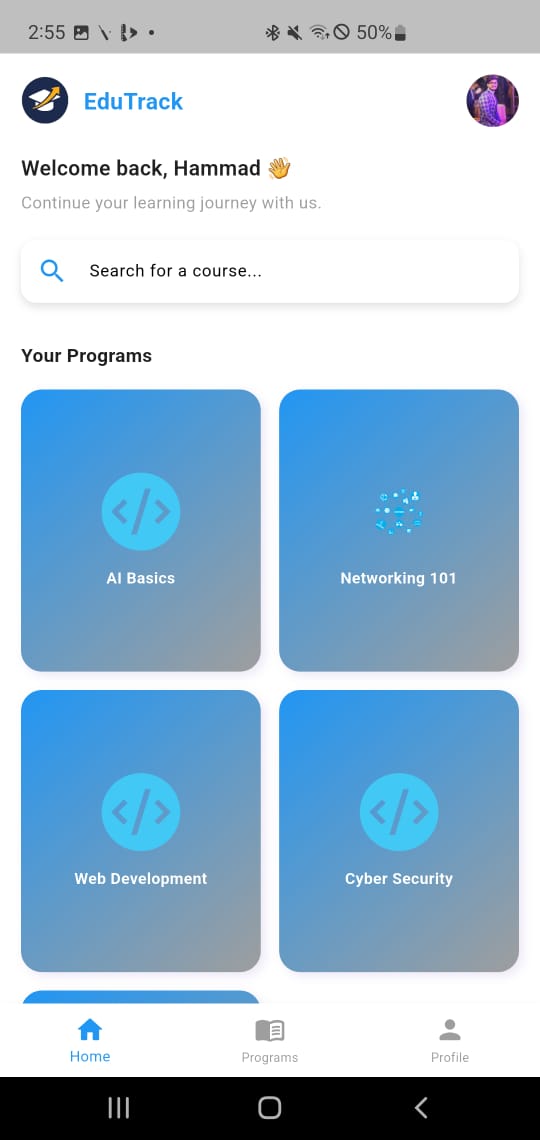 2:55 50%
EduTrack
Welcome back, Hammad 👋
Continue your learning journey with us.
Search for a course...
Your Programs
AI Basics
Networking 101
Web Development
Cyber Security
Home
Programs
Profile